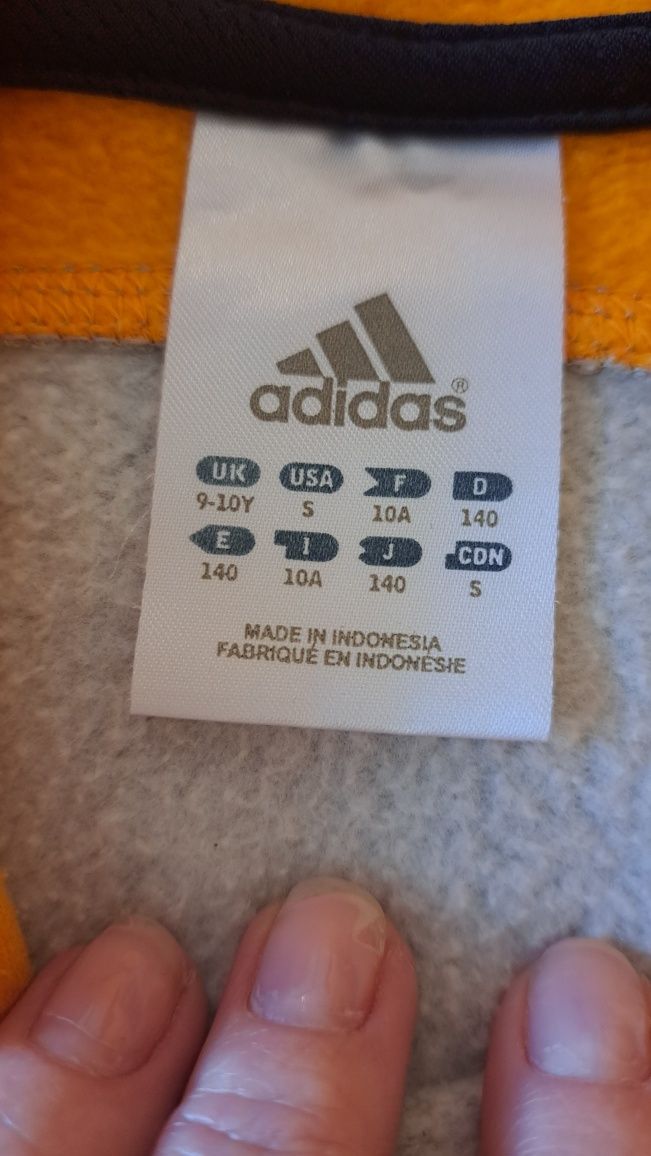 adidas®
UK USA F D
9-10Y S 10A 140
E I J CDN
140 10A 140 S
MADE IN INDONESIA
FABRIQUÉ EN INDONÉSIE